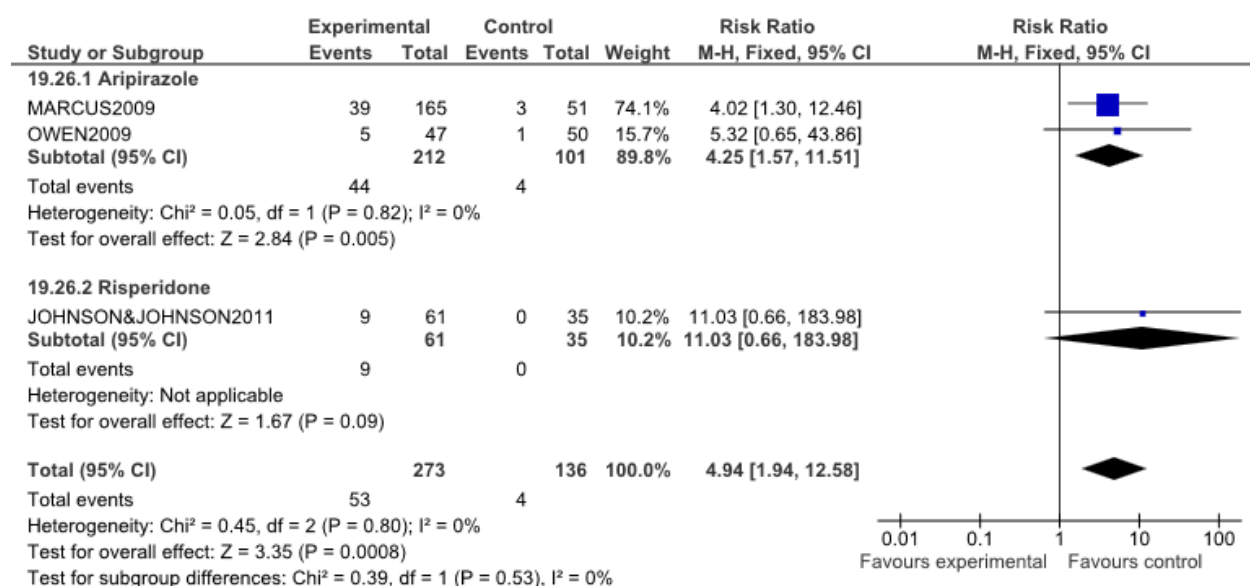 Experimental Control Risk Ratio Risk Ratio
Study or Subgroup Events Total Events Total Weight M-H, Fixed, 95% CI M-H, Fixed, 95% CI
19.26.1 Aripirazole
MARCUS2009 39 165 3 51 74.1% 4.02 [1.30, 12.46]
OWEN2009 5 47 1 50 15.7% 5.32 [0.65, 43.86]
Subtotal (95% CI) 212 101 89.8% 4.25 [1.57, 11.51]
Total events 44 4
Heterogeneity: Chi² = 0.05, df = 1 (P = 0.82); I² = 0%
Test for overall effect: Z = 2.84 (P = 0.005)
19.26.2 Risperidone
JOHNSON&JOHNSON2011 9 61 0 35 10.2% 11.03 [0.66, 183.98]
Subtotal (95% CI) 61 35 10.2% 11.03 [0.66, 183.98]
Total events 9 0
Heterogeneity: Not applicable
Test for overall effect: Z = 1.67 (P = 0.09)
Total (95% CI) 273 136 100.0% 4.94 [1.94, 12.58]
Total events 53 4
Heterogeneity: Chi² = 0.45, df = 2 (P = 0.80); I² = 0%
Test for overall effect: Z = 3.35 (P = 0.0008)
Test for subgroup differences: Chi² = 0.39, df = 1 (P = 0.53), I² = 0%
0.01 0.1 1 10 100
Favours experimental Favours control